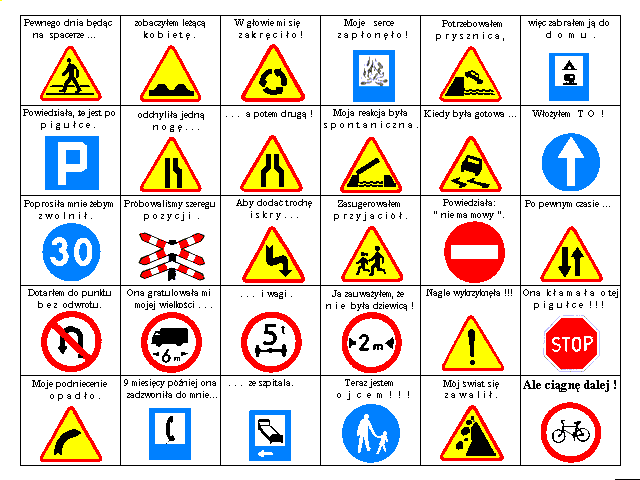 Pewnego dnia będąc
na spacerze ...
zobaczyłem leżącą
kobietę.
W głowie mi się
zakręciło!
Moje serce
zapłonęło!
Potrzebowałem
prysznica,
więc zabrałem ją do
domu.
Powiedziała, że jest po
pigułce.
P
odchyliła jedną
nogę...
... a potem drugą !
Moja reakcja była
spontaniczna.
Kiedy była gotowa ...
Włożyłem TO !
Poprosiła mnie żebym
zwolnił.
30
Próbowaliśmy szeregu
pozycji.
Aby dodać trochę
iskry...
Zasugerowałem
przyjaciół.
Powiedziała:
"nie ma mowy".
Po pewnym czasie ...
Dotarłem do punktu
bez odwrotu.
Ona gratulowała mi
mojej wielkości ...
6m
... i wagi.
5t
Ja zauważyłem, że
nie była dziewicą!
2m
Nagle wykrzyknęła !!!
Ona kłamała o tej
pigułce!!!
STOP
Moje podniecenie
opadło.
9 miesięcy później ona
zadzwoniła do mnie...
... ze szpitala.
Teraz jestem
ojcem!!!
Mój świat się
zawalił.
Ale ciągnę dalej !